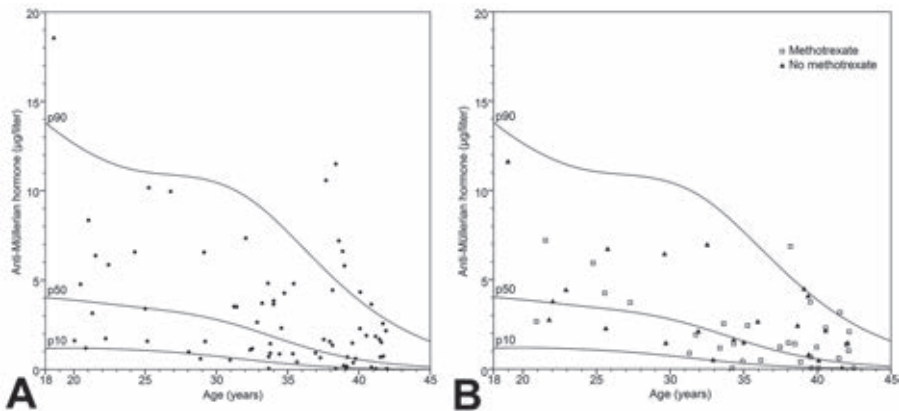 20
15
10
5
0
Anti-Müllerian hormone (µg/liter)
p90
p50
p10
18 20 25 30 35 40 45
Age (years)
A
20
15
10
5
0
Anti-Müllerian hormone (µg/liter)
p90
p50
p10
Methotrexate
No methotrexate
18 20 25 30 35 40 45
Age (years)
B